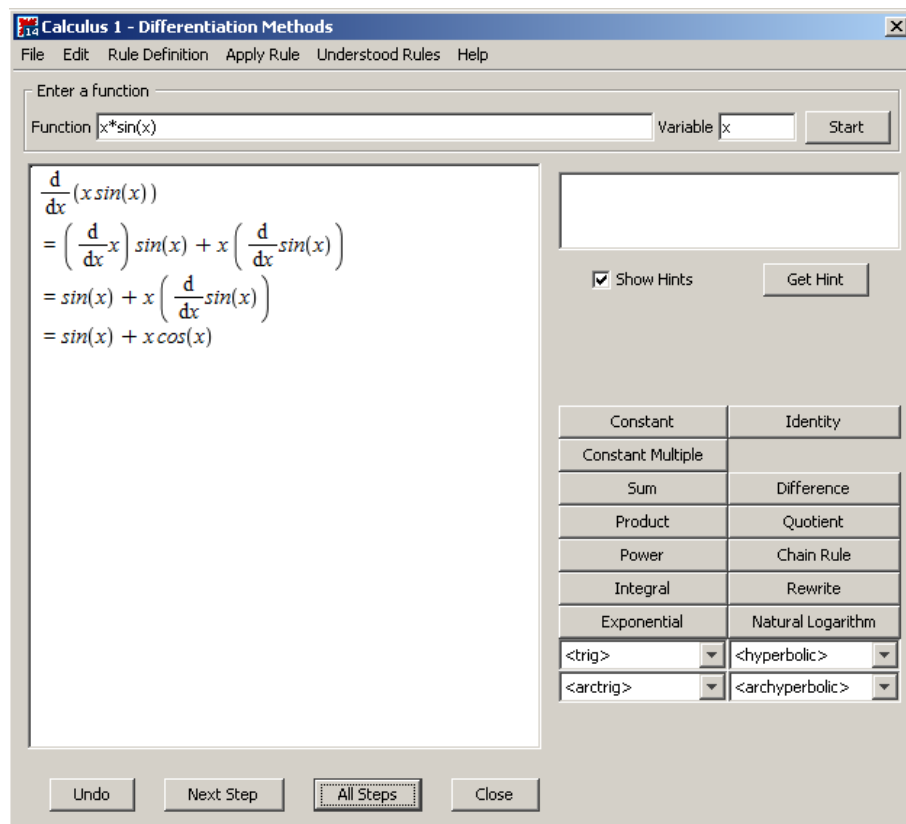 14 Calculus 1 - Differentiation Methods
File Edit Rule Definition Apply Rule Understood Rules Help
Enter a function
Function x*sin(x) Variable x Start
d/dx (x sin(x))
= (d/dx x) sin(x) + x (d/dx sin(x))
= sin(x) + x (d/dx sin(x))
= sin(x) + x cos(x)
Show Hints Get Hint
Constant Identity
Constant Multiple
Sum Difference
Product Quotient
Power Chain Rule
Integral Rewrite
Exponential Natural Logarithm
<trig> <hyperbolic>
<arctrig> <archyperbolic>
Undo Next Step All Steps Close